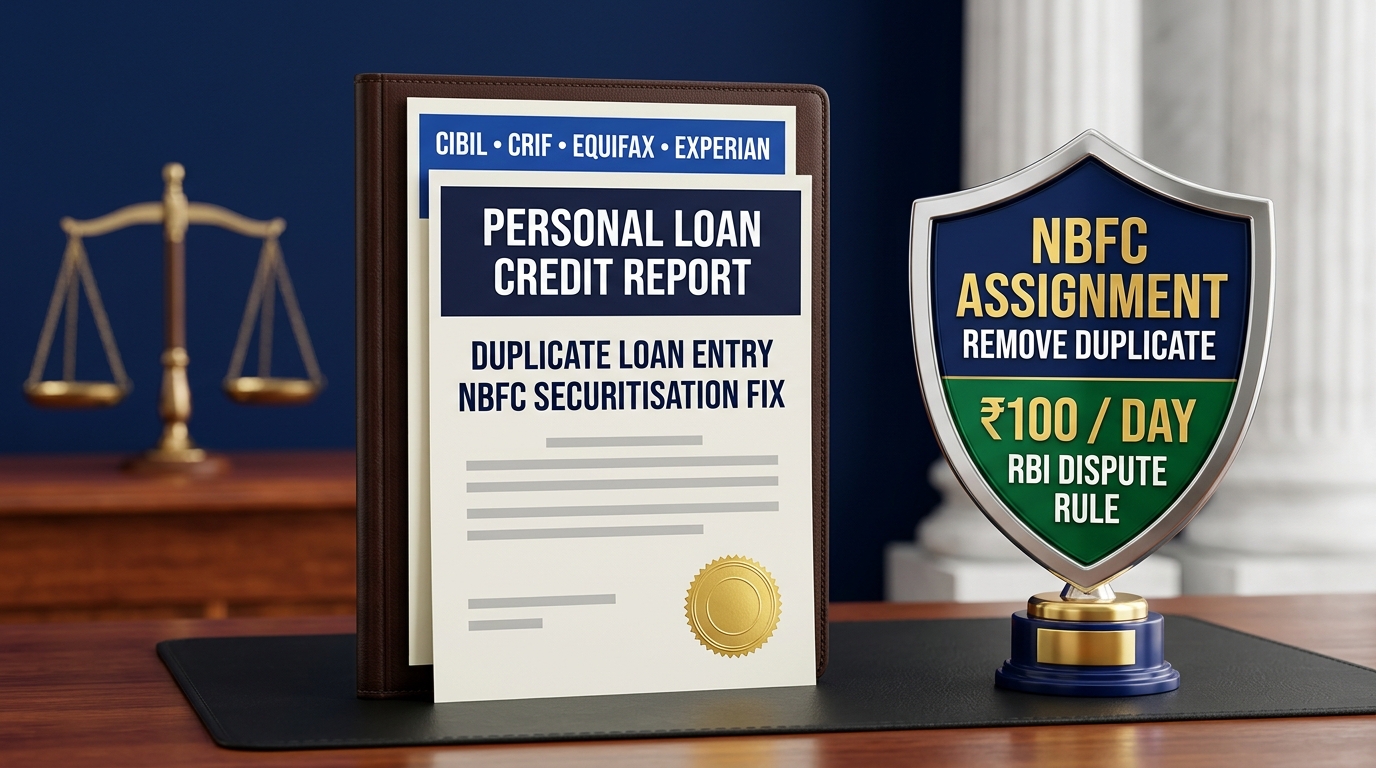 CIBIL • CRIF • EQUIFAX • EXPERIAN
PERSONAL LOAN
CREDIT REPORT
DUPLICATE LOAN ENTRY
NBFC SECURITISATION FIX
NBFC
ASSIGNMENT
REMOVE DUPLICATE
₹100 / DAY
RBI DISPUTE
RULE